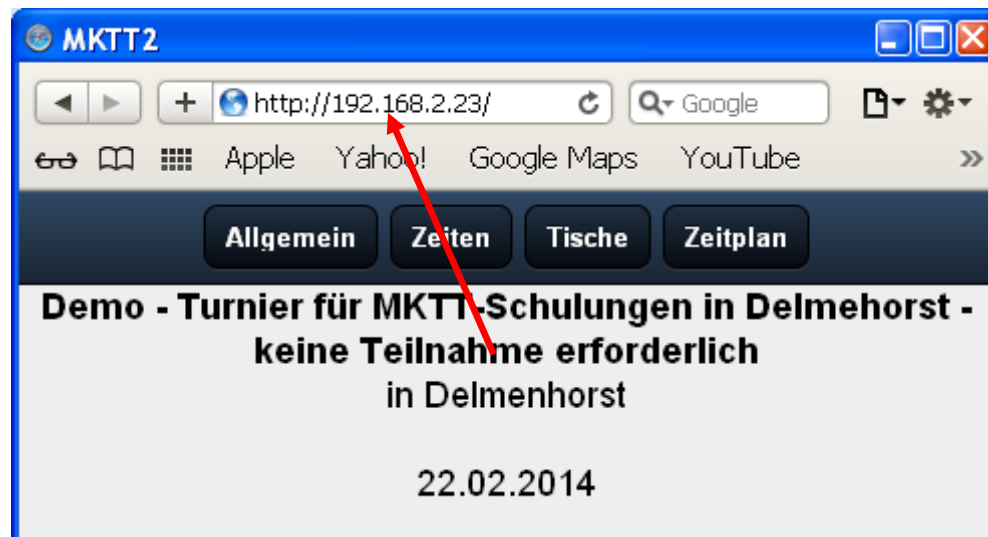 MKTT2
http://192.168.2.23/ Google
Apple Yahoo! Google Maps YouTube
Allgemein Zeiten Tische Zeitplan
Demo - Turnier für MKTT-Schulungen in Delmehorst -
keine Teilnahme erforderlich
in Delmenhorst
22.02.2014